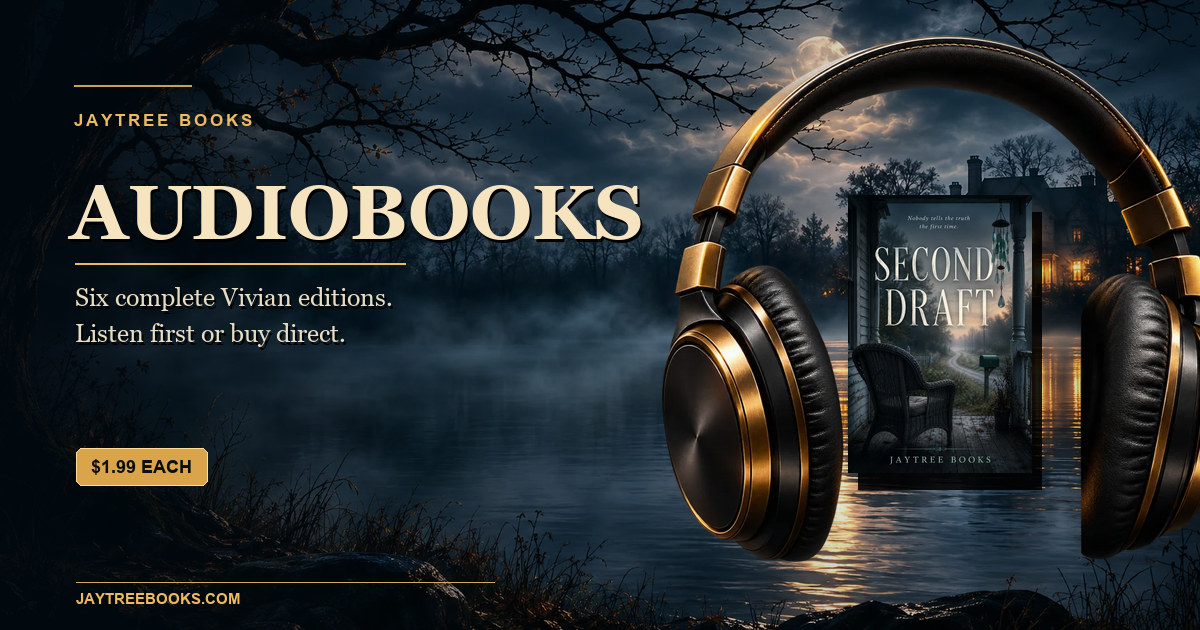 JAYTREE BOOKS
AUDIOBOOKS
Six complete Vivian editions.
Listen first or buy direct.
$1.99 EACH
JAYTREEBOOKS.COM
Nobody tells the truth
the first time.
SECOND
DRAFT
JAYTREE BOOKS